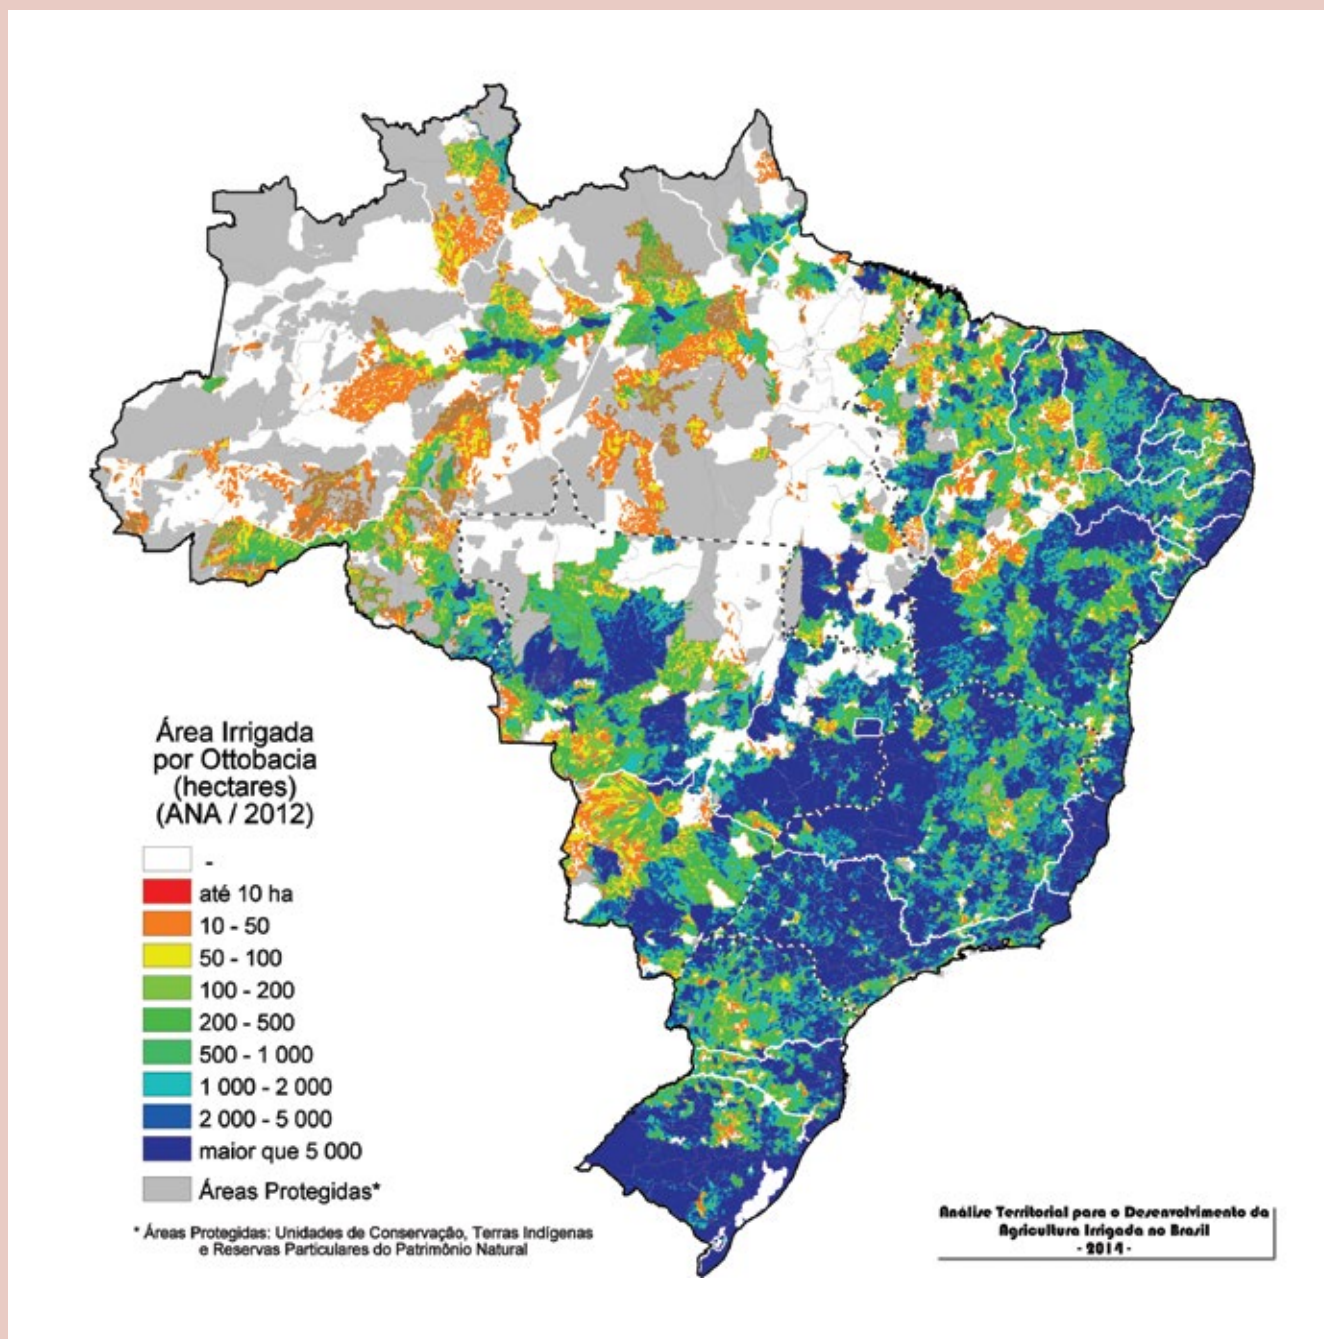 Área Irrigada
por Ottobacia
(hectares)
(ANA / 2012)
-
até 10 ha
10 - 50
50 - 100
100 - 200
200 - 500
500 - 1 000
1 000 - 2 000
2 000 - 5 000
maior que 5 000
Áreas Protegidas*
* Áreas Protegidas: Unidades de Conservação, Terras Indígenas
e Reservas Particulares do Patrimônio Natural
Análise Territorial para o Desenvolvimento da
Agricultura Irrigada no Brasil
- 2014 -